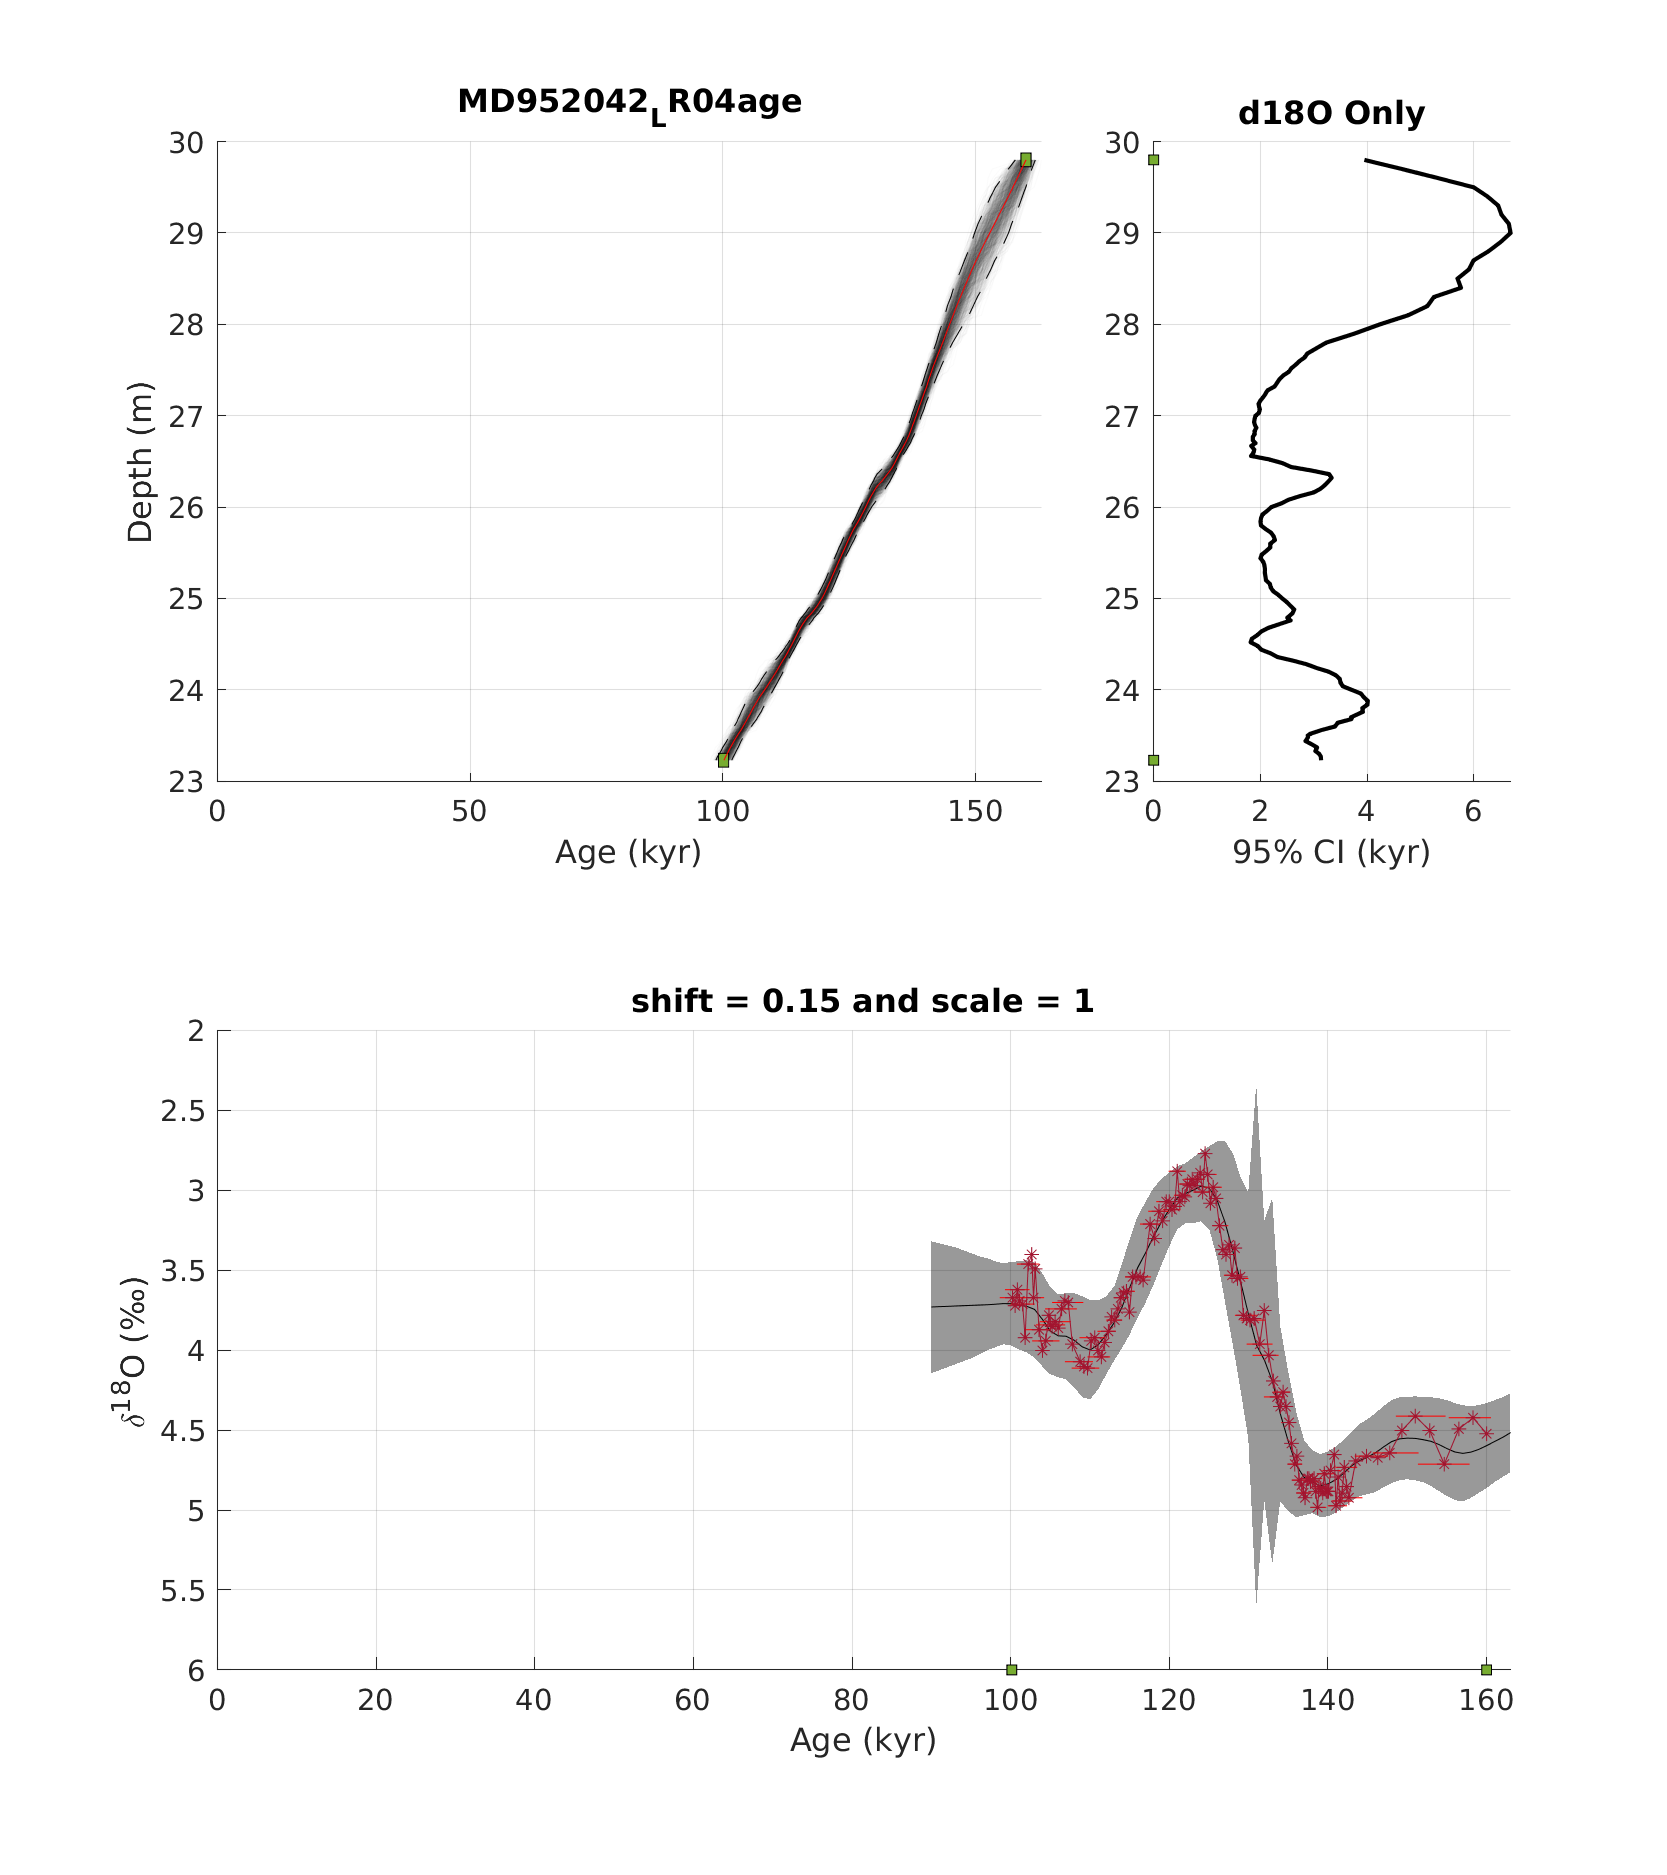 MD952042_LR04age
d18O Only
30
29
28
27
26
25
24
23
Depth (m)
0 50 100 150
Age (kyr)
30
29
28
27
26
25
24
23
0 2 4 6
95% CI (kyr)
shift = 0.15 and scale = 1
2
2.5
3
3.5
4
4.5
5
5.5
6
δ18O (‰)
0 20 40 60 80 100 120 140 160
Age (kyr)